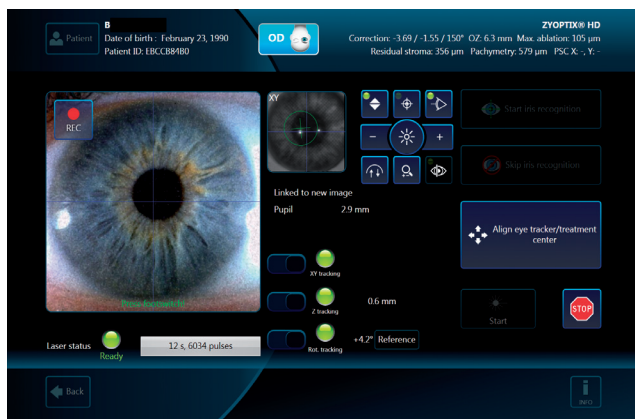 B
Patient
Date of birth : February 23, 1990
Patient ID: EBCCB84B0
OD
ZYOPTIX® HD
Correction: -3.69 / -1.55 / 150° OZ: 6.3 mm Max. ablation: 105 µm
Residual stroma: 356 µm Pachymetry: 579 µm PSC X: -, Y: -
REC
XY
Start iris recognition
Skip iris recognition
Linked to new image
Pupil 2.9 mm
Align eye tracker/treatment
center
XY tracking
Z tracking
0.6 mm
Start
STOP
Rot. tracking
+4.2° Reference
Laser status
Ready
12 s, 6034 pulses
Back
INFO